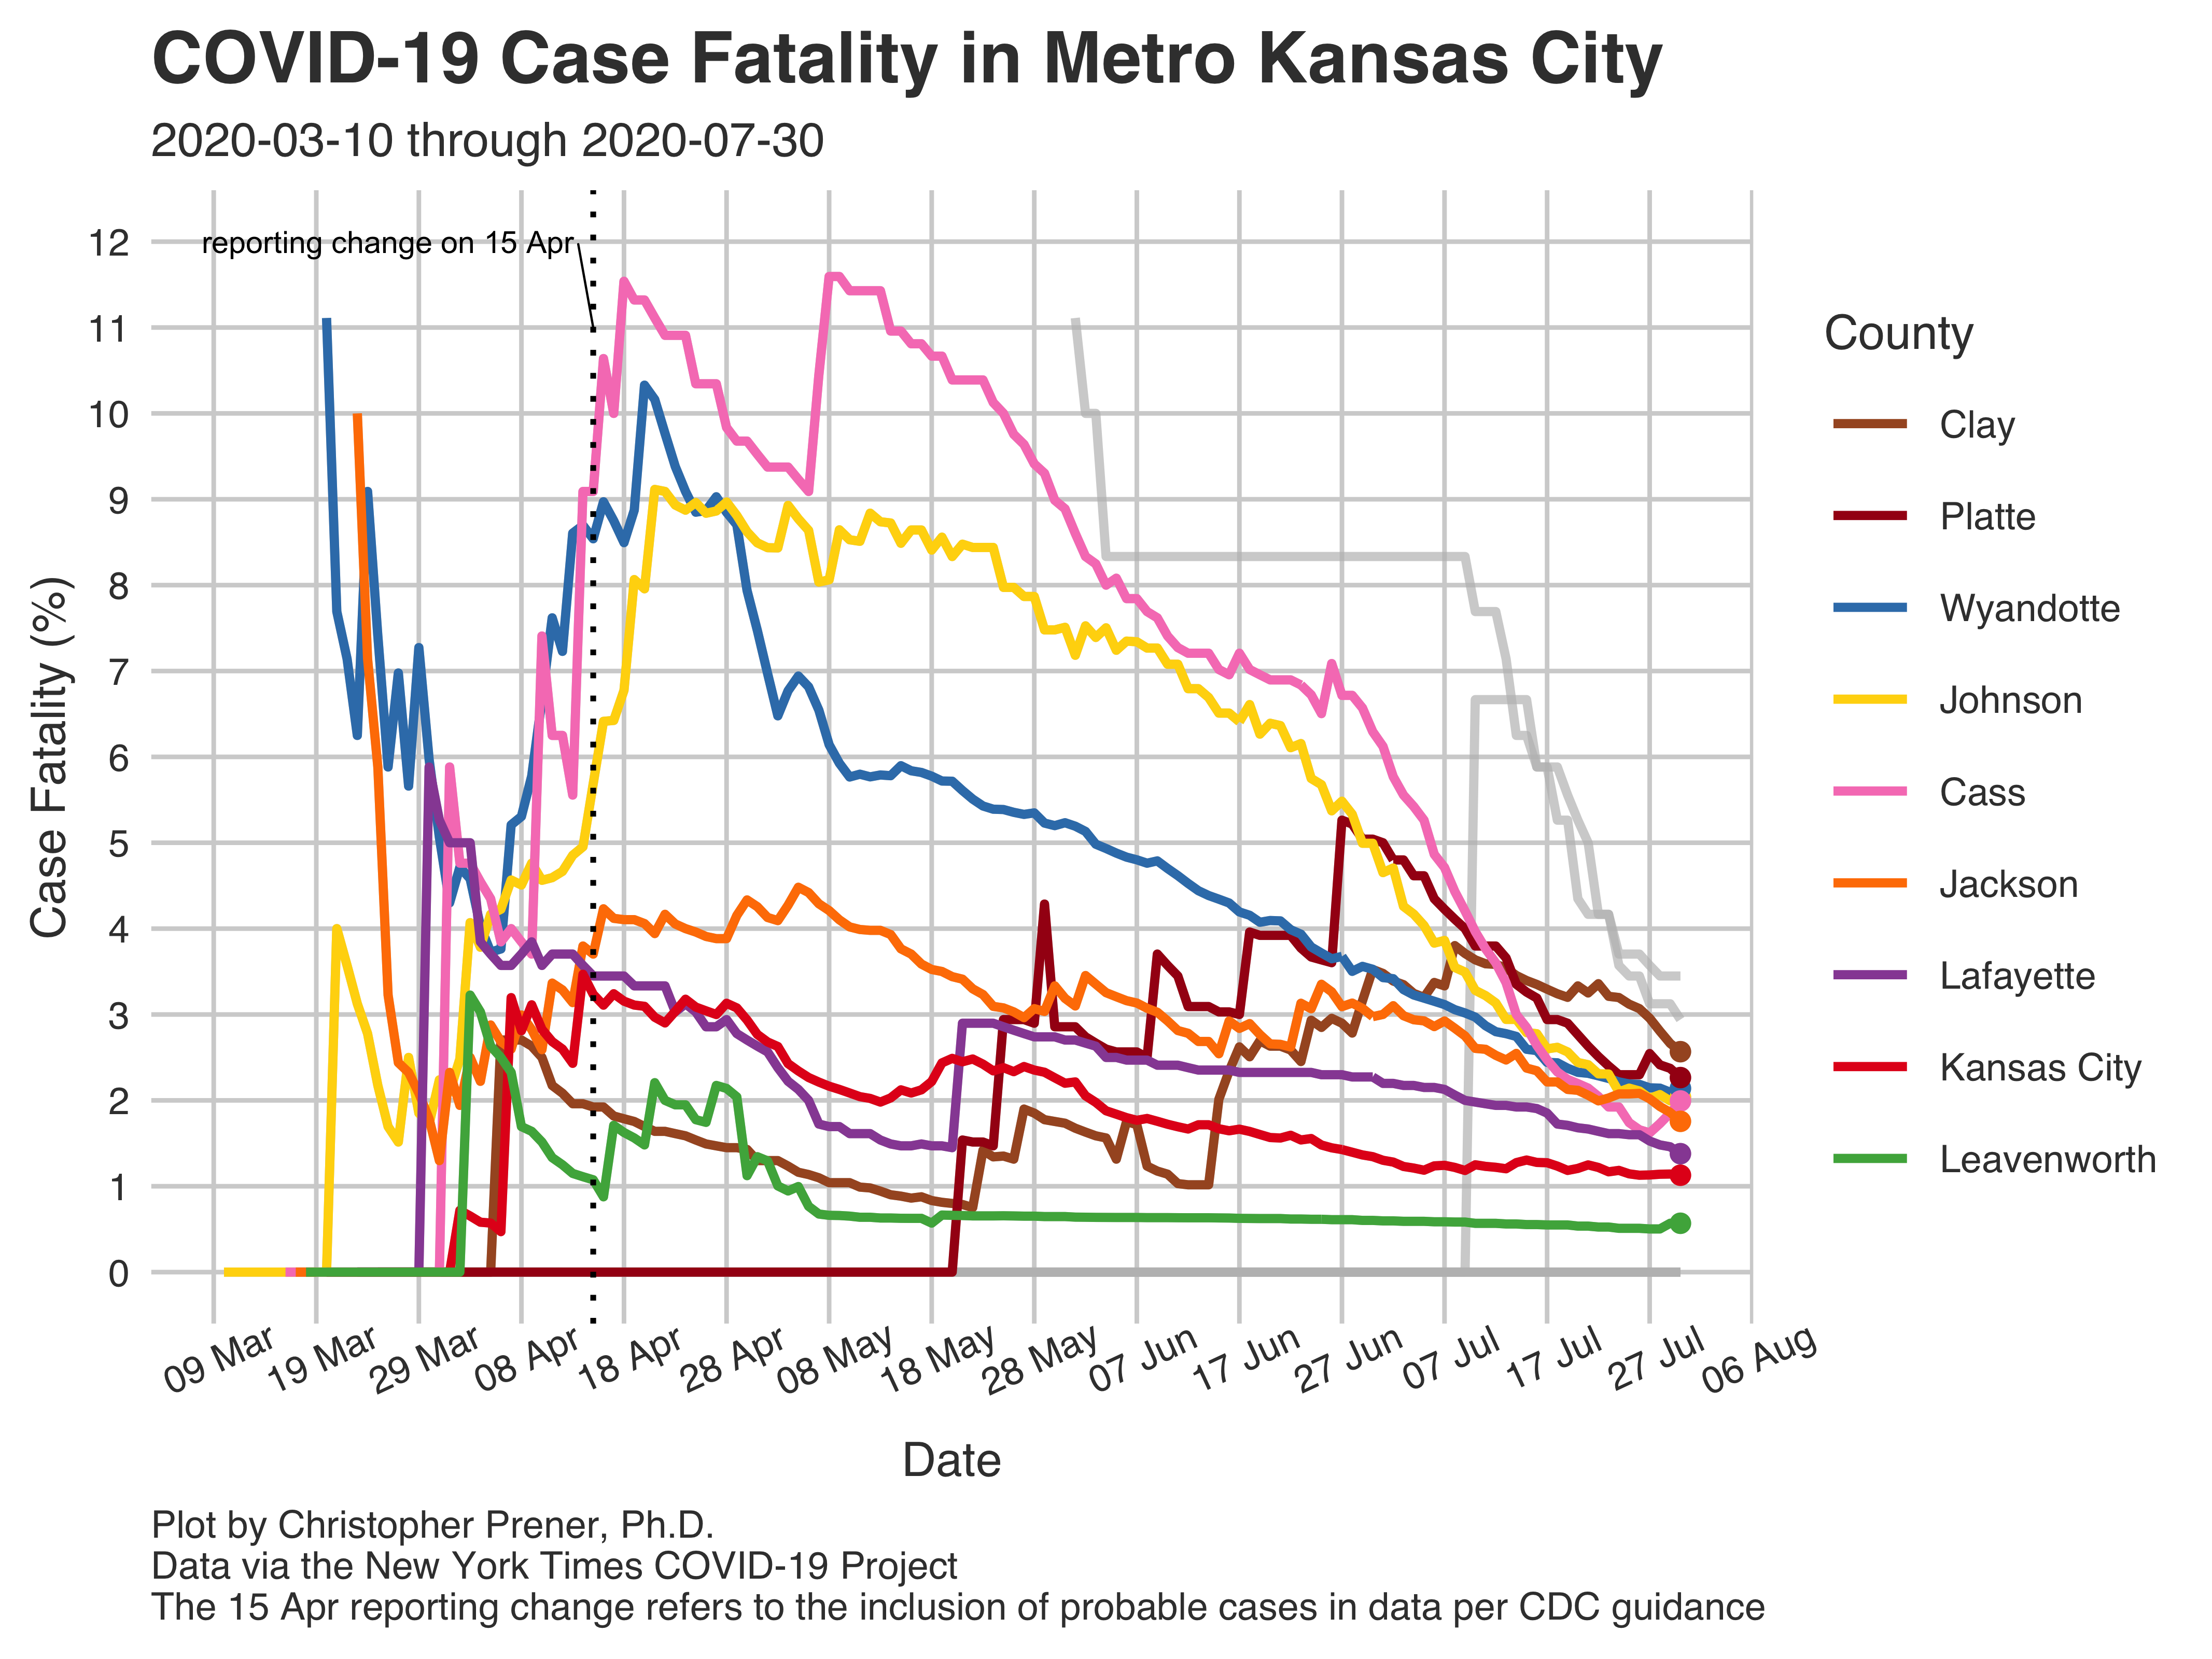 COVID-19 Case Fatality in Metro Kansas City
2020-03-10 through 2020-07-30
reporting change on 15 Apr
12
11
10
9
8
7
6
5
4
3
2
1
0
Case Fatality (%)
09 Mar
19 Mar
29 Mar
08 Apr
18 Apr
28 Apr
08 May
18 May
28 May
07 Jun
17 Jun
27 Jun
07 Jul
17 Jul
27 Jul
06 Aug
Date
County
Clay
Platte
Wyandotte
Johnson
Cass
Jackson
Lafayette
Kansas City
Leavenworth
Plot by Christopher Prener, Ph.D.
Data via the New York Times COVID-19 Project
The 15 Apr reporting change refers to the inclusion of probable cases in data per CDC guidance